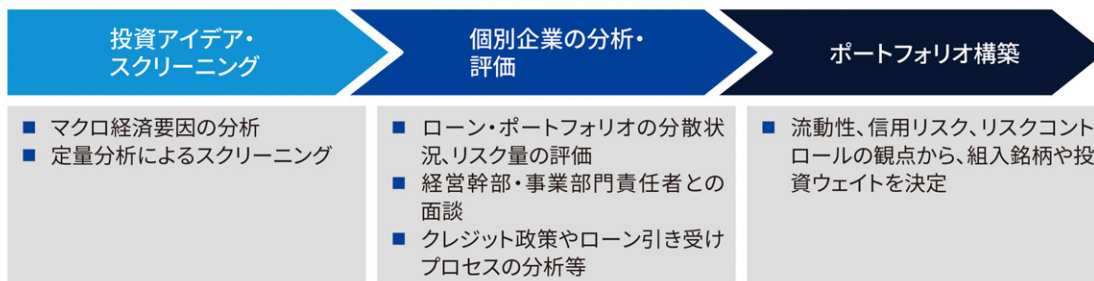 投資アイデア・
スクリーニング
個別企業の分析・
評価
ポートフォリオ構築
■ マクロ経済要因の分析
■ 定量分析によるスクリーニング
■ ローン・ポートフォリオの分散状
況、リスク量の評価
■ 経営幹部・事業部門責任者との
面談
■ クレジット政策やローン引き受け
プロセスの分析等
■ 流動性、信用リスク、リスクコント
ロールの観点から、組入銘柄や投
資ウェイトを決定